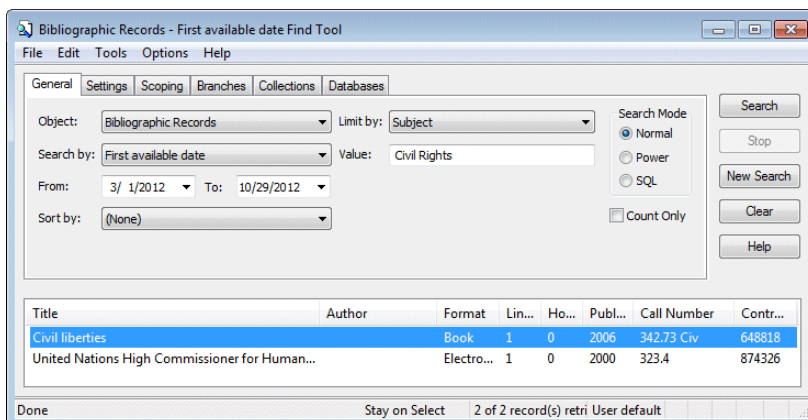 Bibliographic Records - First available date Find Tool
File Edit Tools Options Help
General Settings Scoping Branches Collections Databases
Object: Bibliographic Records Limit by: Subject
Search by: First available date Value: Civil Rights
From: 3/ 1/2012 To: 10/29/2012
Sort by: (None)
Search Mode
Normal
Power
SQL
Count Only
Search
Stop
New Search
Clear
Help
Title Author Format Lin... Ho... Publ... Call Number Contr...
Civil liberties Book 1 0 2006 342.73 Civ 648818
United Nations High Commissioner for Human... Electro... 1 0 2000 323.4 874326
Done Stay on Select 2 of 2 record(s) retri User default